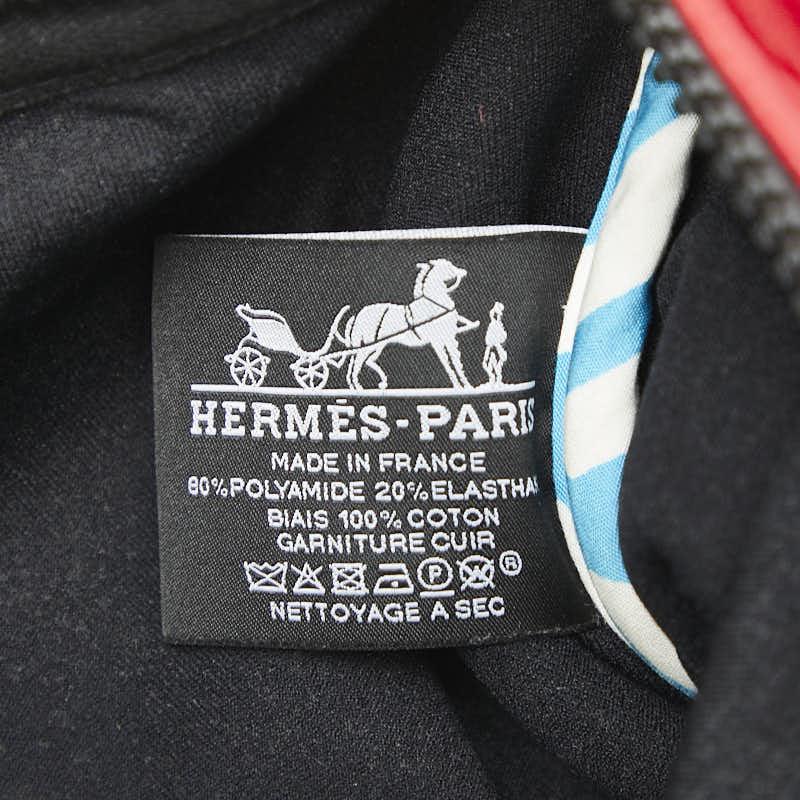 HERMÈS-PARIS
MADE IN FRANCE
80%POLYAMIDE 20%ELASTHA
BIAIS 100% COTON
GARNITURE CUIR
P ®
NETTOYAGE A SEC